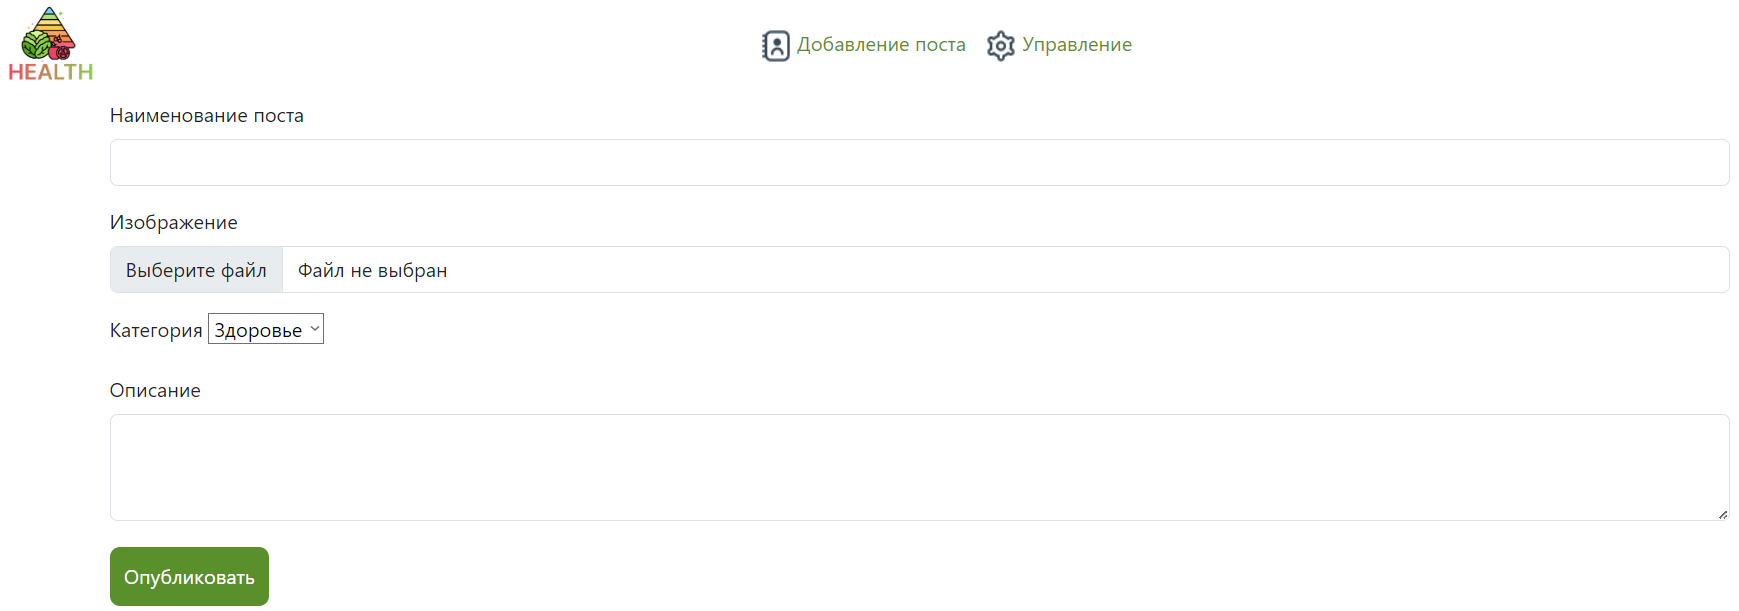 HEALTH
Добавление поста Управление
Наименование поста
Изображение
Выберите файл Файл не выбран
Категория Здоровье
Описание
Опубликовать